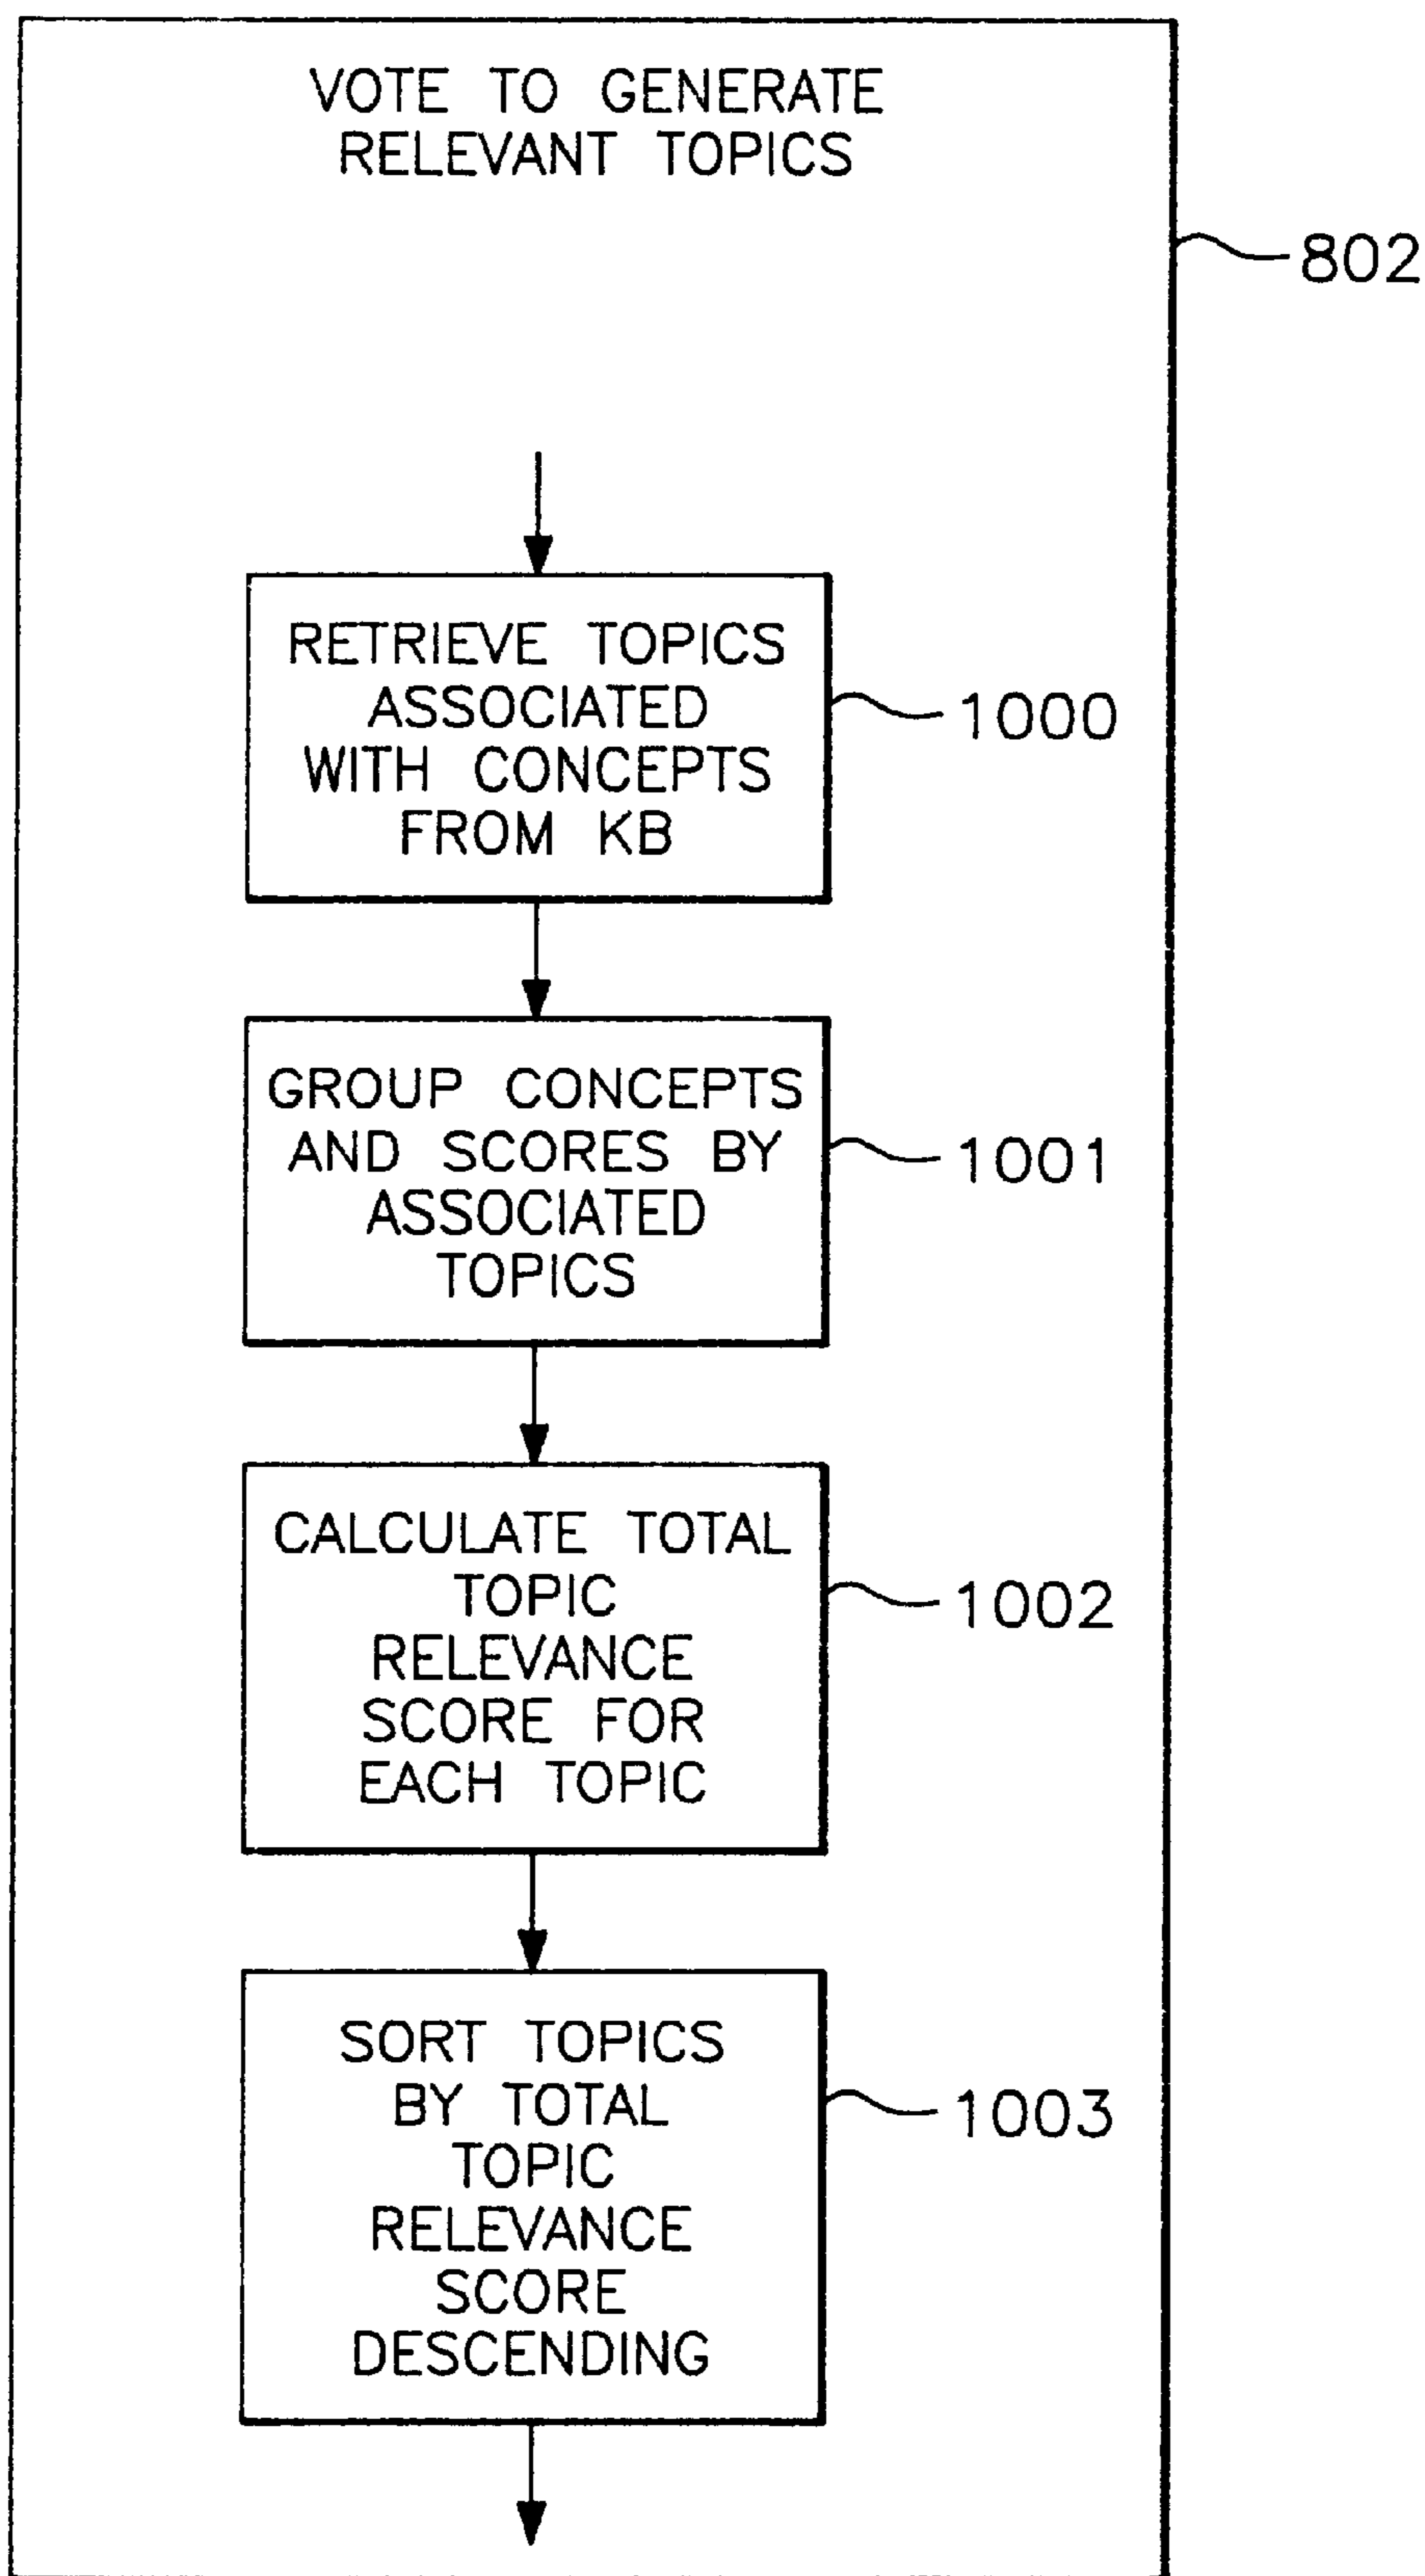 VOTE TO GENERATE
RELEVANT TOPICS
802
RETRIEVE TOPICS
ASSOCIATED
WITH CONCEPTS
FROM KB
1000
GROUP CONCEPTS
AND SCORES BY
ASSOCIATED
TOPICS
1001
CALCULATE TOTAL
TOPIC
RELEVANCE
SCORE FOR
EACH TOPIC
1002
SORT TOPICS
BY TOTAL
TOPIC
RELEVANCE
SCORE
DESCENDING
1003